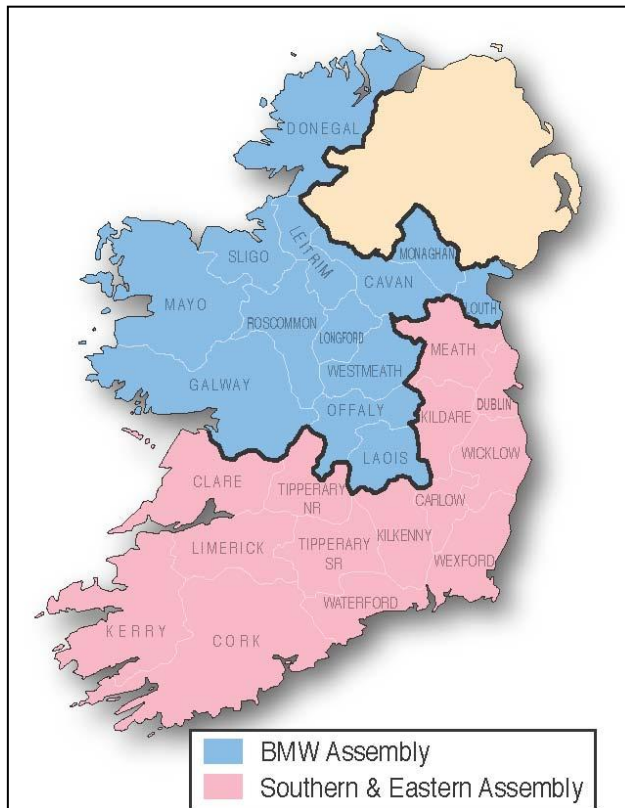 DONEGAL
LEITRIM
MONAGHAN
SLIGO
CAVAN
LOUTH
MAYO
ROSCOMMON
LONGFORD
MEATH
WESTMEATH
GALWAY
OFFALY
KILDARE
DUBLIN
LAOIS
WICKLOW
CLARE
TIPPERARY
NR
CARLOW
LIMERICK
TIPPERARY
SR
KILKENNY
WEXFORD
WATERFORD
KERRY
CORK
BMW Assembly
Southern & Eastern Assembly